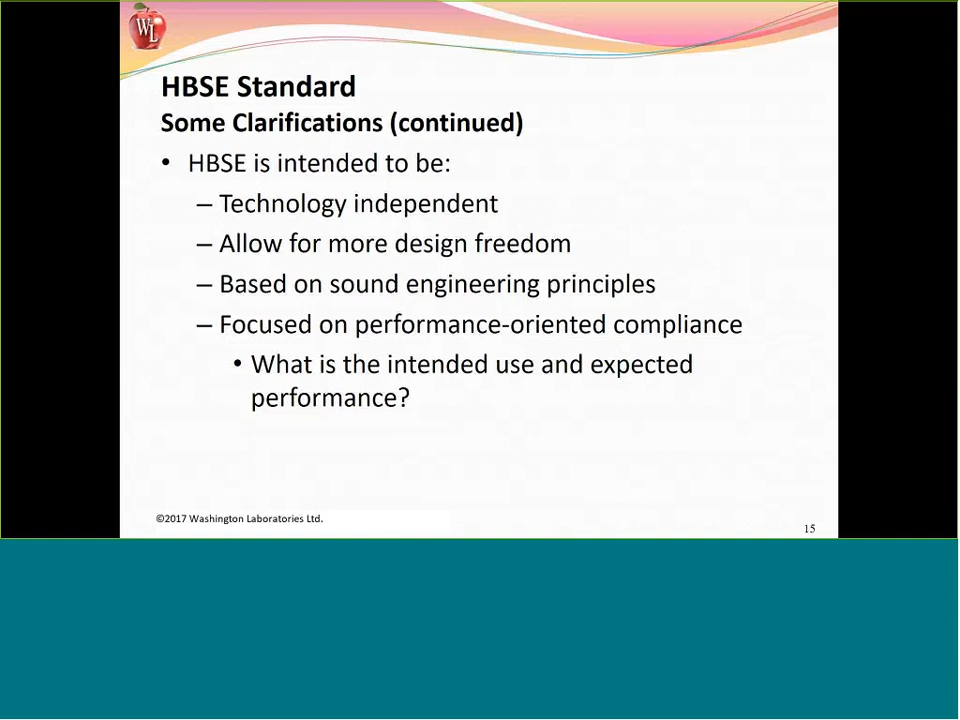 WL
HBSE Standard
Some Clarifications (continued)
• HBSE is intended to be:
– Technology independent
– Allow for more design freedom
– Based on sound engineering principles
– Focused on performance-oriented compliance
• What is the intended use and expected
performance?
©2017 Washington Laboratories Ltd.
15